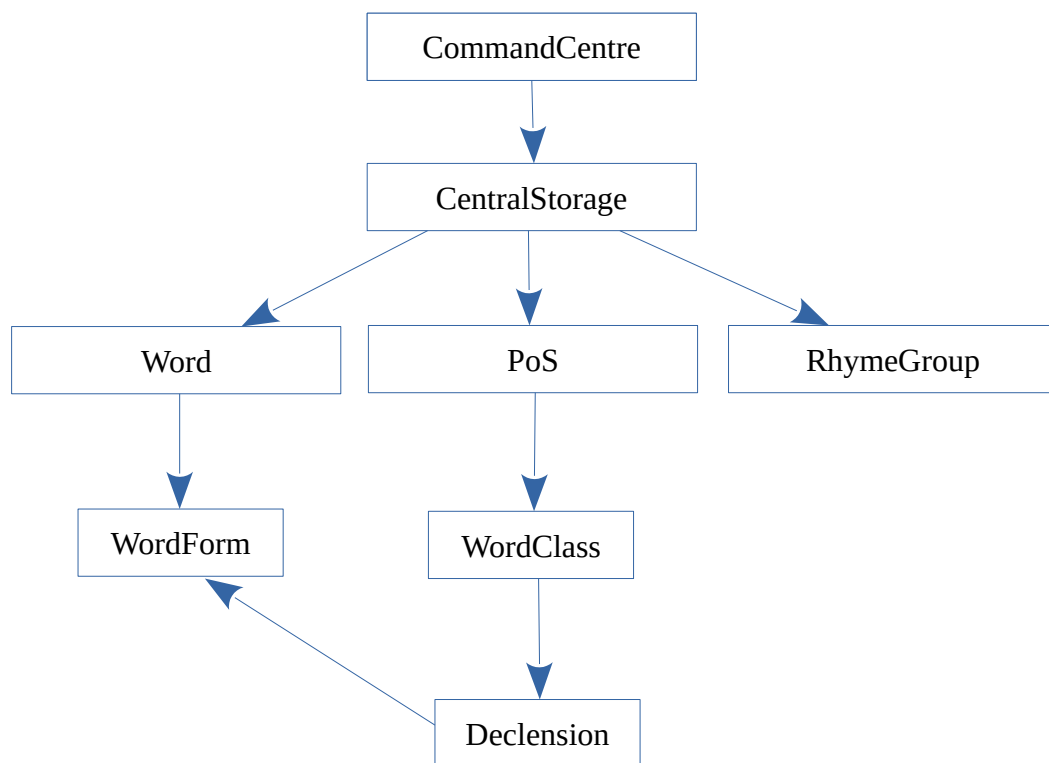 CommandCentre
CentralStorage
Word
PoS
RhymeGroup
WordForm
WordClass
Declension